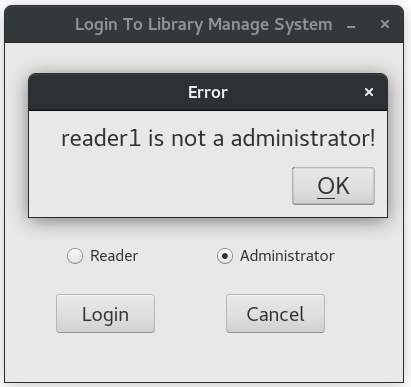 Login To Library Manage System
Error
reader1 is not a administrator!
OK
Reader
Administrator
Login
Cancel